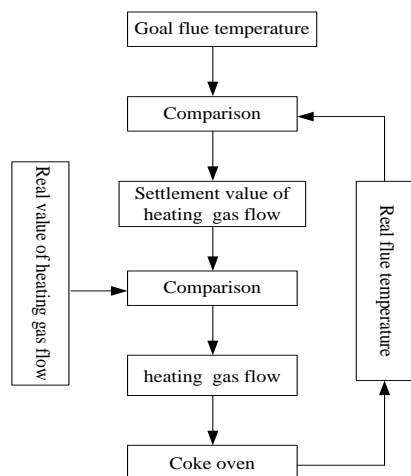 Goal flue temperature
Comparison
Settlement value of
heating gas flow
Real value of heating gas flow
Comparison
Real flue temperature
heating gas flow
Coke oven